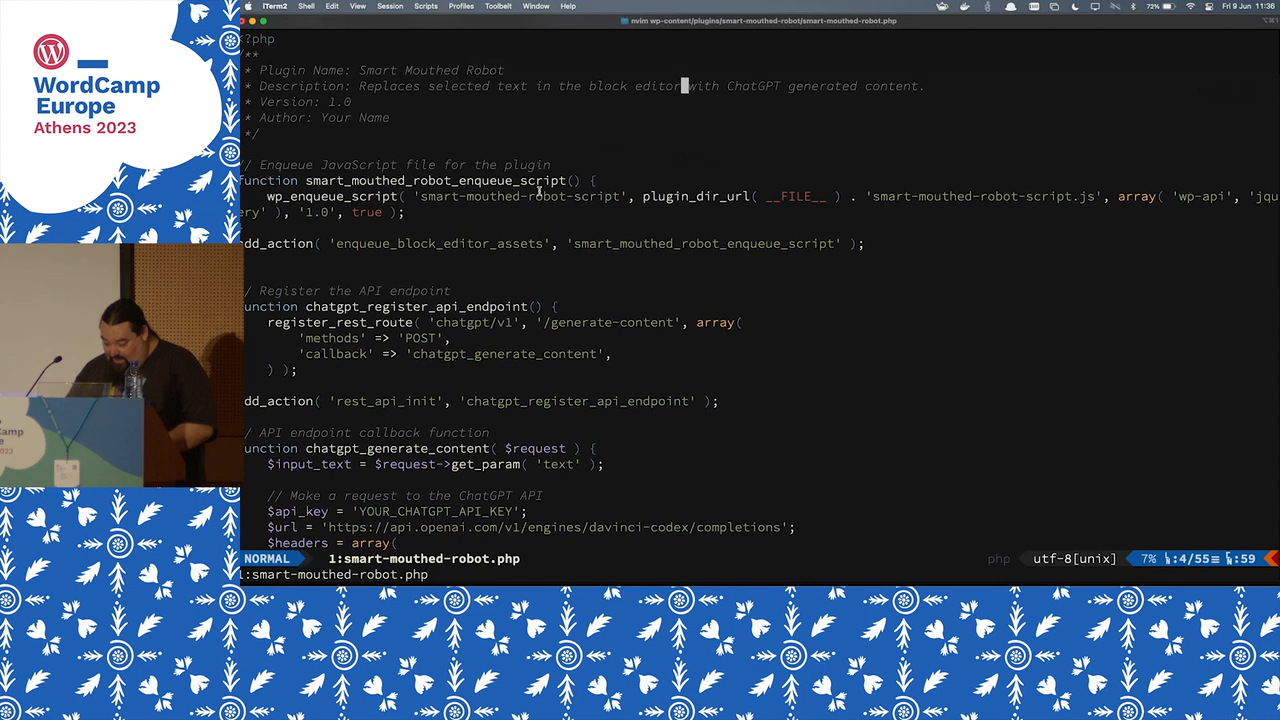 iTerm2 Shell Edit View Session Scripts Profiles Toolbelt Window Help 72% Fri 9 Jun 11:36
nvim wp-content/plugins/smart-mouthed-robot/smart-mouthed-robot.php
WordCamp
Europe
Athens 2023
<?php
/**
* Plugin Name: Smart Mouthed Robot
* Description: Replaces selected text in the block editor with ChatGPT generated content.
* Version: 1.0
* Author: Your Name
*/
/ Enqueue JavaScript file for the plugin
function smart_mouthed_robot_enqueue_script() {
wp_enqueue_script( 'smart-mouthed-robot-script', plugin_dir_url( __FILE__ ) . 'smart-mouthed-robot-script.js', array( 'wp-api', 'jqu
ery' ), '1.0', true );
dd_action( 'enqueue_block_editor_assets', 'smart_mouthed_robot_enqueue_script' );
/ Register the API endpoint
function chatgpt_register_api_endpoint() {
register_rest_route( 'chatgpt/v1', '/generate-content', array(
'methods' => 'POST',
'callback' => 'chatgpt_generate_content',
) );
dd_action( 'rest_api_init', 'chatgpt_register_api_endpoint' );
/ API endpoint callback function
function chatgpt_generate_content( $request ) {
$input_text = $request->get_param( 'text' );
// Make a request to the ChatGPT API
$api_key = 'YOUR_CHATGPT_API_KEY';
$url = 'https://api.openai.com/v1/engines/davinci-codex/completions';
$headers = array(
NORMAL 1:smart-mouthed-robot.php php utf-8[unix] 7% 4/55 59
1:smart-mouthed-robot.php